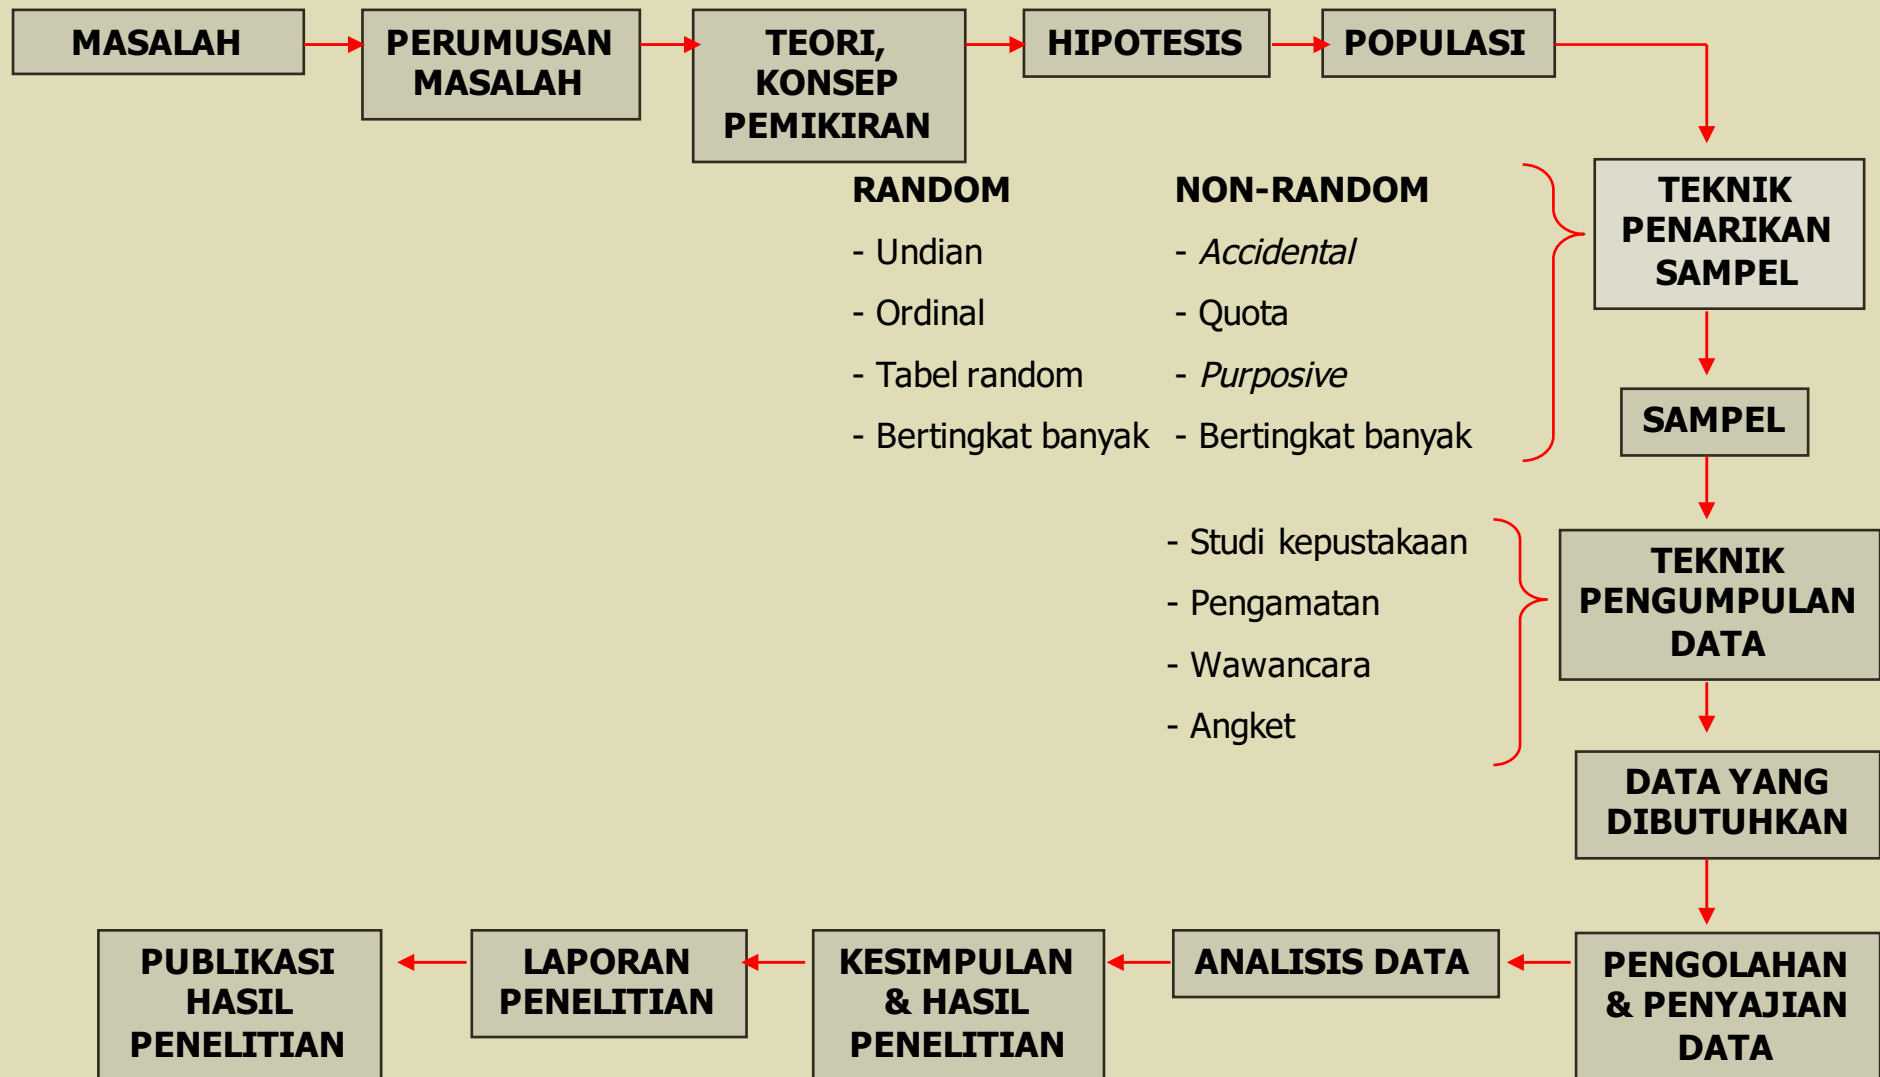 MASALAH
PERUMUSAN
MASALAH
TEORI,
KONSEP
PEMIKIRAN
HIPOTESIS
POPULASI
TEKNIK
PENARIKAN
SAMPEL
RANDOM
- Undian
- Ordinal
- Tabel random
- Bertingkat banyak
NON-RANDOM
- Accidental
- Quota
- Purposive
- Bertingkat banyak
SAMPEL
TEKNIK
PENGUMPULAN
DATA
- Studi kepustakaan
- Pengamatan
- Wawancara
- Angket
DATA YANG
DIBUTUHKAN
PENGOLAHAN
& PENYAJIAN
DATA
ANALISIS DATA
KESIMPULAN
& HASIL
PENELITIAN
LAPORAN
PENELITIAN
PUBLIKASI
HASIL
PENELITIAN